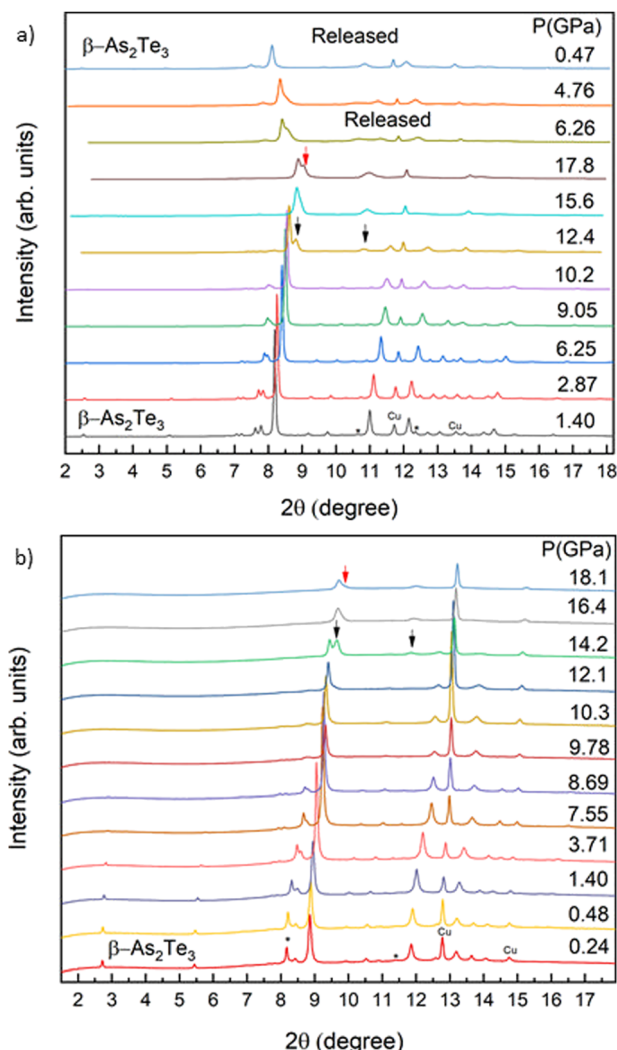 a)
β–As₂Te₃
Released
P(GPa)
0.47
4.76
Released
6.26
17.8
15.6
12.4
10.2
9.05
6.25
2.87
β–As₂Te₃
* Cu * Cu
1.40
Intensity (arb. units)
2 3 4 5 6 7 8 9 10 11 12 13 14 15 16 17 18
2θ (degree)
b)
P(GPa)
18.1
16.4
14.2
12.1
10.3
9.78
8.69
7.55
3.71
1.40
0.48
β–As₂Te₃
* * Cu Cu
0.24
Intensity (arb. units)
2 3 4 5 6 7 8 9 10 11 12 13 14 15 16 17
2θ (degree)